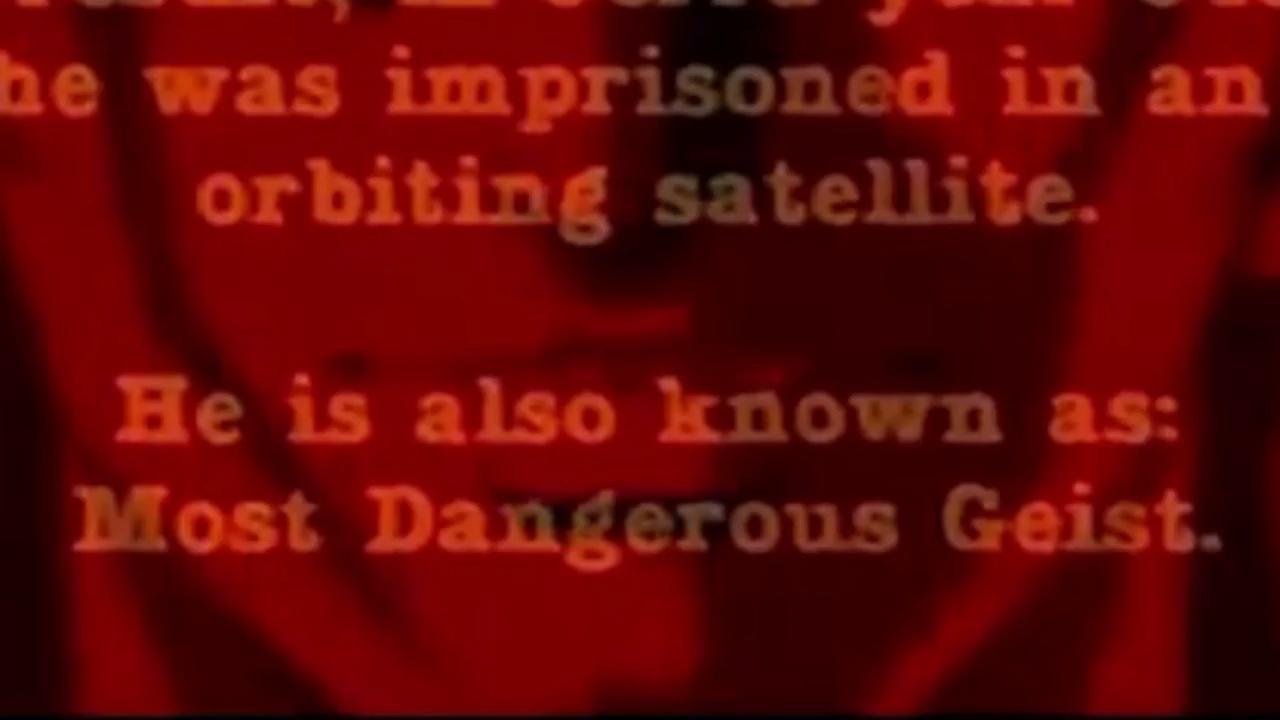 he was imprisoned in an
orbiting satellite.
He is also known as:
Most Dangerous Geist.